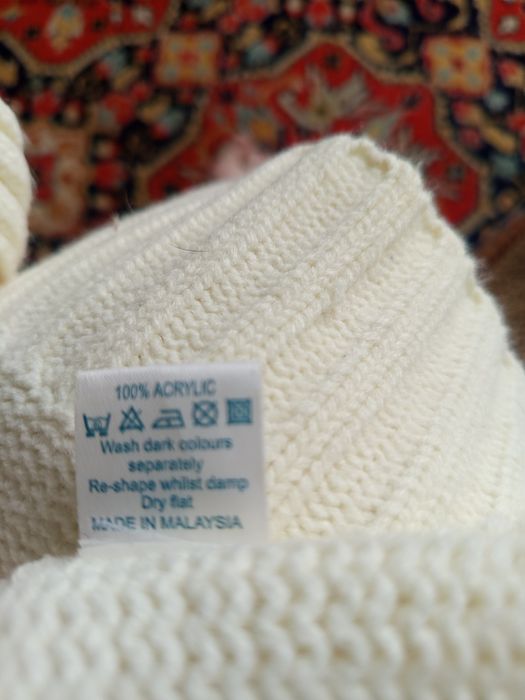 100% ACRYLIC
Wash dark colours
separately
Re-shape whilst damp
Dry flat
MADE IN MALAYSIA